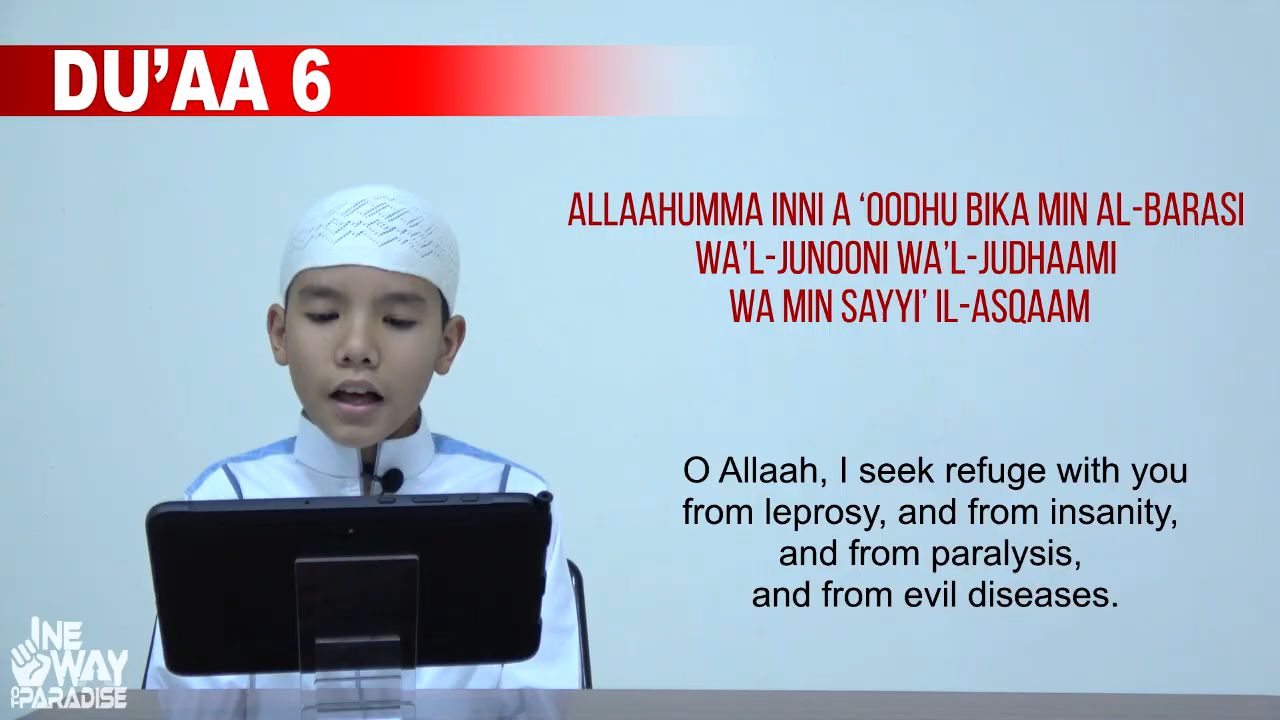 DU’AA 6
ALLAAHUMMA INNI A ‘OODHU BIKA MIN AL-BARASI
WA’L-JUNOONI WA’L-JUDHAAMI
WA MIN SAYYI’ IL-ASQAAM
O Allaah, I seek refuge with you
from leprosy, and from insanity,
and from paralysis,
and from evil diseases.
ONE
WAY
TO PARADISE